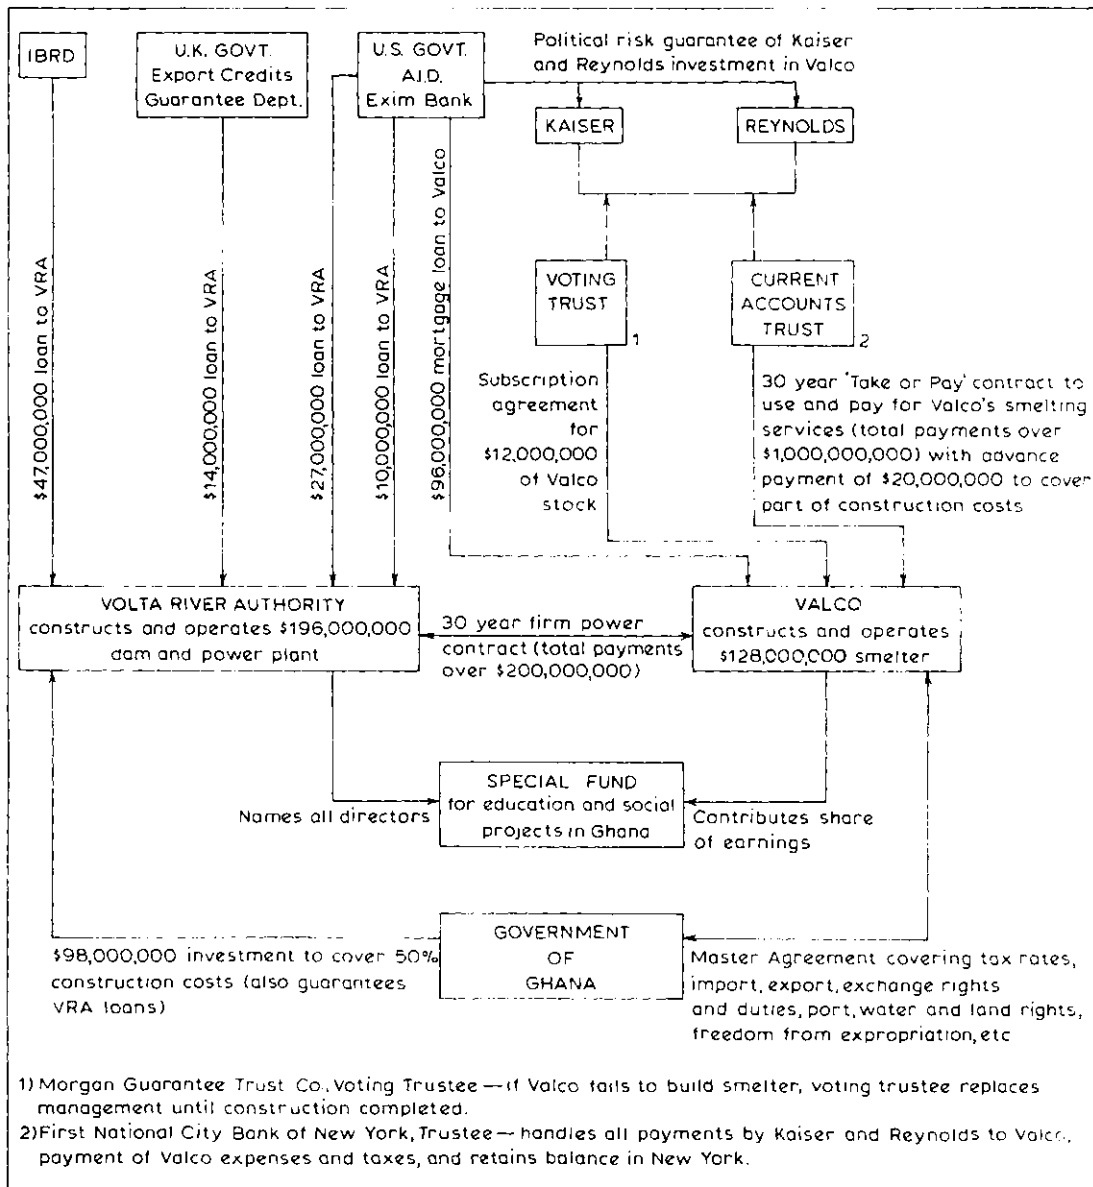 IBRD
U.K. GOVT.
Export Credits
Guarantee Dept.
U.S. GOVT.
A.I.D.
Exim Bank
Political risk guarantee of Kaiser
and Reynolds investment in Valco
KAISER
REYNOLDS
$47,000,000 loan to VRA
$14,000,000 loan to VRA
$27,000,000 loan to VRA
$10,000,000 loan to VRA
$96,000,000 mortgage loan to Valco
VOTING
TRUST
1
CURRENT
ACCOUNTS
TRUST
2
Subscription
agreement
for
$12,000,000
of Valco
stock
30 year 'Take or Pay' contract to
use and pay for Valco's smelting
services (total payments over
$1,000,000,000) with advance
payment of $20,000,000 to cover
part of construction costs
VOLTA RIVER AUTHORITY
constructs and operates $196,000,000
dam and power plant
30 year firm power
contract (total payments
over $200,000,000)
VALCO
constructs and operates
$128,000,000 smelter
SPECIAL FUND
for education and social
projects in Ghana
Names all directors
Contributes share
of earnings
GOVERNMENT
OF
GHANA
$98,000,000 investment to cover 50%
construction costs (also guarantees
VRA loans)
Master Agreement covering tax rates,
import, export, exchange rights
and duties, port, water and land rights,
freedom from expropriation, etc
1) Morgan Guarantee Trust Co., Voting Trustee — if Valco fails to build smelter, voting trustee replaces
management until construction completed.
2) First National City Bank of New York, Trustee — handles all payments by Kaiser and Reynolds to Valco,
payment of Valco expenses and taxes, and retains balance in New York.